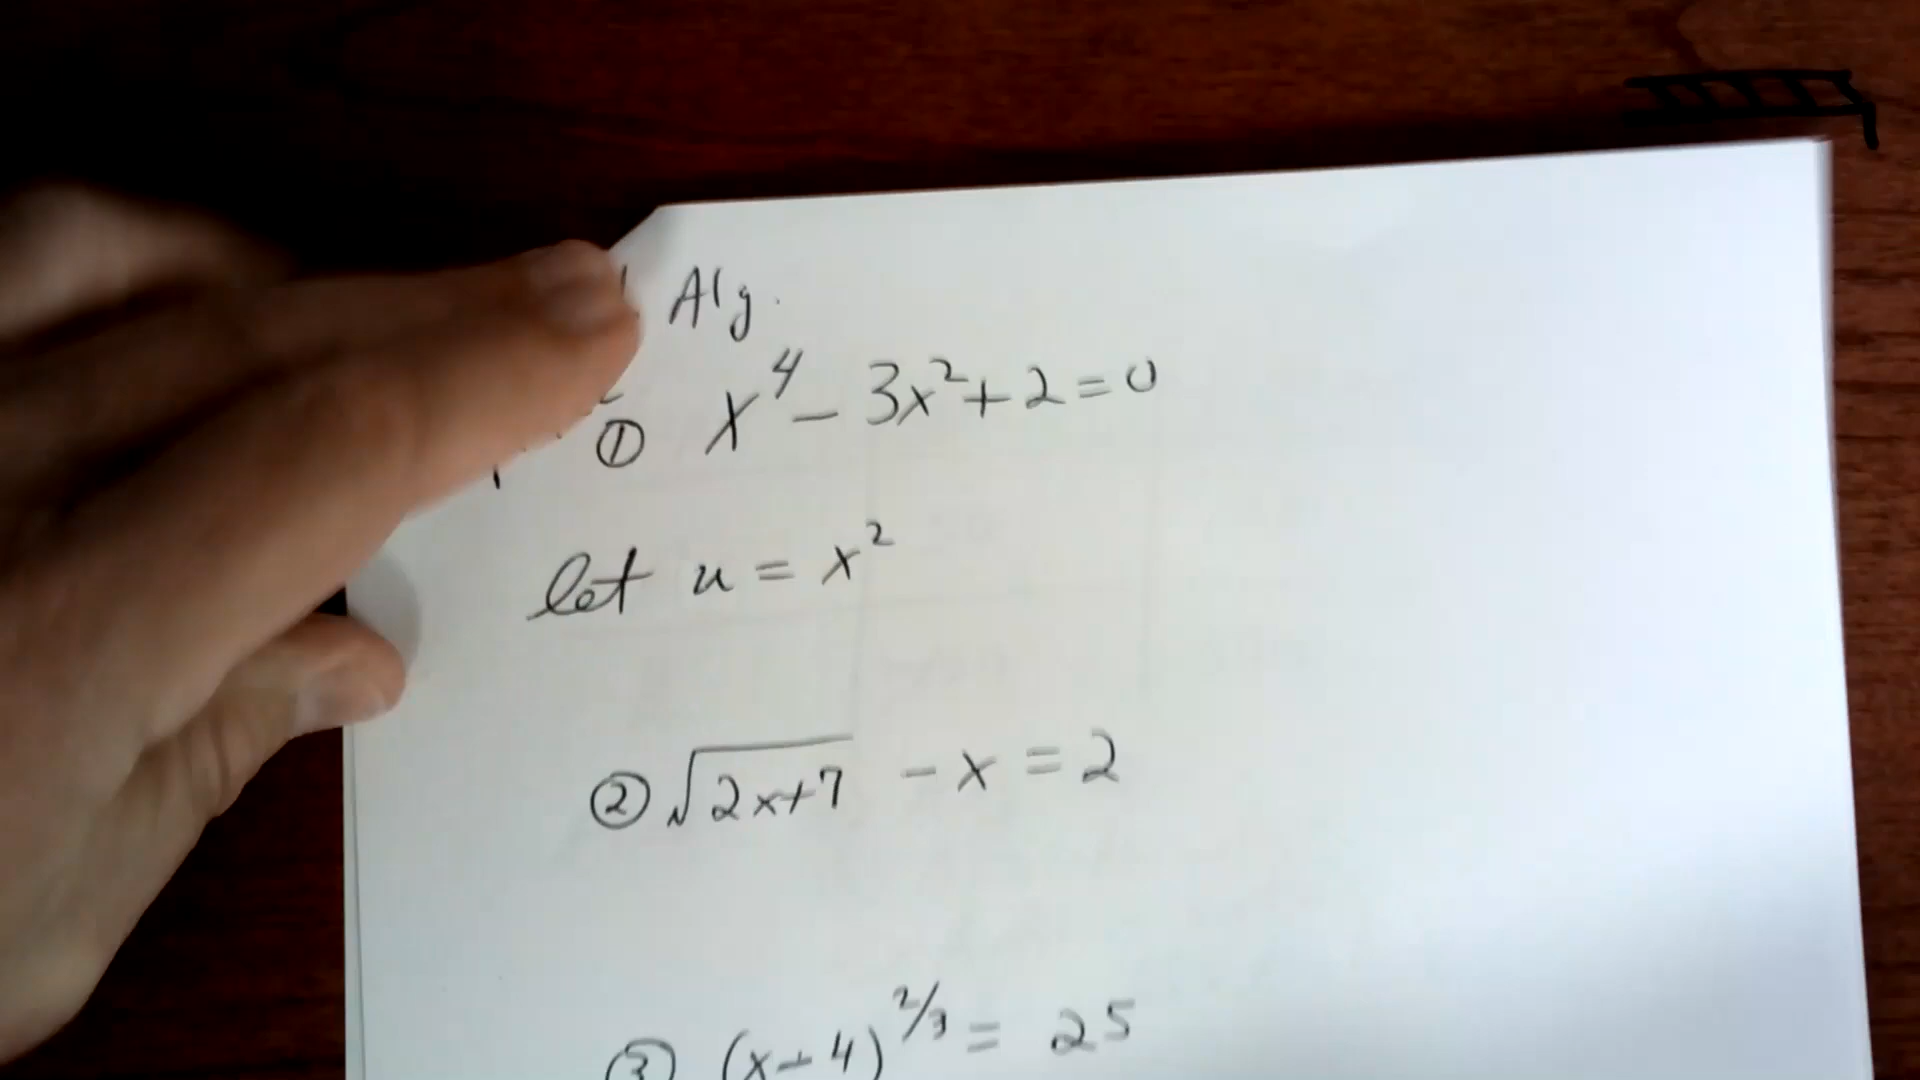 Alg.
① x⁴ - 3x² + 2 = 0
let u = x²
② √(2x+7) - x = 2
③ (x-4)^(2/3) = 25